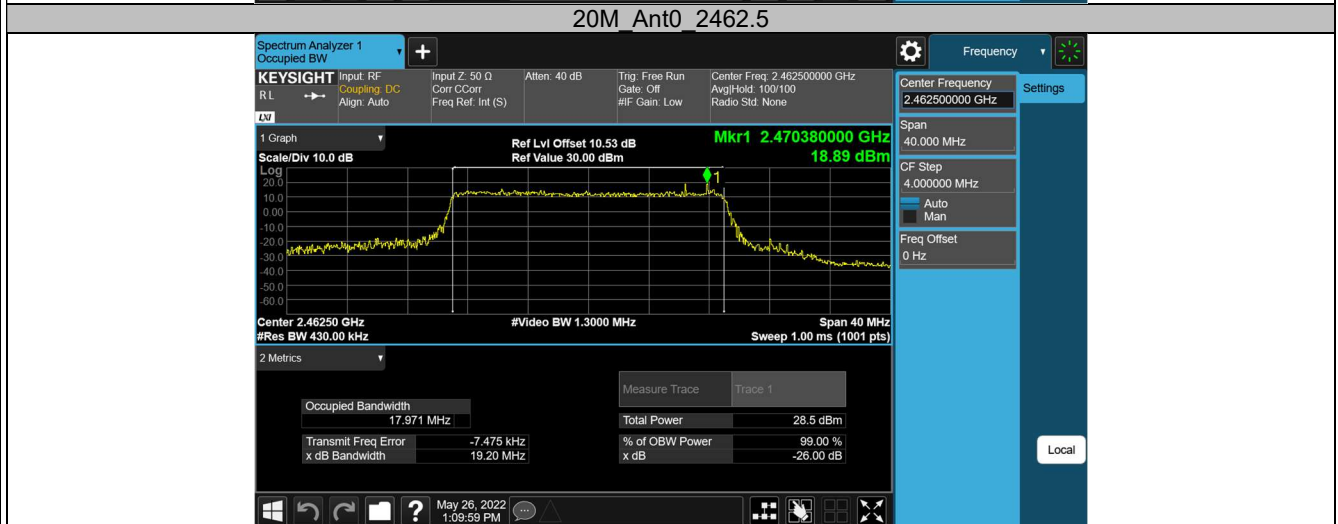 20M_Ant0_2462.5
Spectrum Analyzer 1
Occupied BW
+
Frequency
KEYSIGHT
RL
LXI
Input: RF
Coupling: DC
Align: Auto
Input Z: 50 Ω
Corr CCorr
Freq Ref: Int (S)
Atten: 40 dB
Trig: Free Run
Gate: Off
#IF Gain: Low
Center Freq: 2.462500000 GHz
Avg|Hold: 100/100
Radio Std: None
Center Frequency
2.462500000 GHz
Settings
Span
40.000 MHz
CF Step
4.000000 MHz
Auto
Man
Freq Offset
0 Hz
Local
1 Graph
Scale/Div 10.0 dB
Ref Lvl Offset 10.53 dB
Ref Value 30.00 dBm
Mkr1 2.470380000 GHz
18.89 dBm
Log
20.0
10.0
0.00
-10.0
-20.0
-30.0
-40.0
-50.0
-60.0
1
Center 2.46250 GHz
#Video BW 1.3000 MHz
Span 40 MHz
#Res BW 430.00 kHz
Sweep 1.00 ms (1001 pts)
2 Metrics
Measure Trace
Trace 1
Occupied Bandwidth
17.971 MHz
Total Power
28.5 dBm
Transmit Freq Error
-7.475 kHz
% of OBW Power
99.00 %
x dB Bandwidth
19.20 MHz
x dB
-26.00 dB
?
May 26, 2022
1:09:59 PM